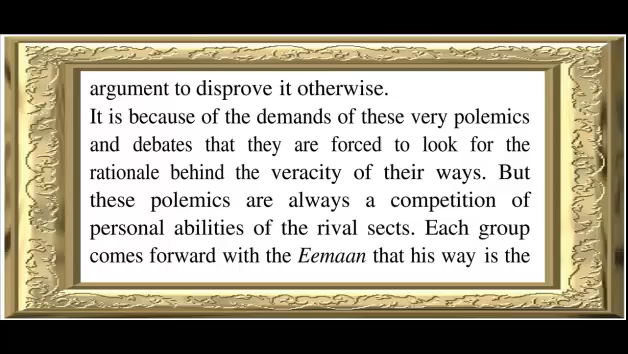 argument to disprove it otherwise.
It is because of the demands of these very polemics
and debates that they are forced to look for the
rationale behind the veracity of their ways. But
these polemics are always a competition of
personal abilities of the rival sects. Each group
comes forward with the Eemaan that his way is the